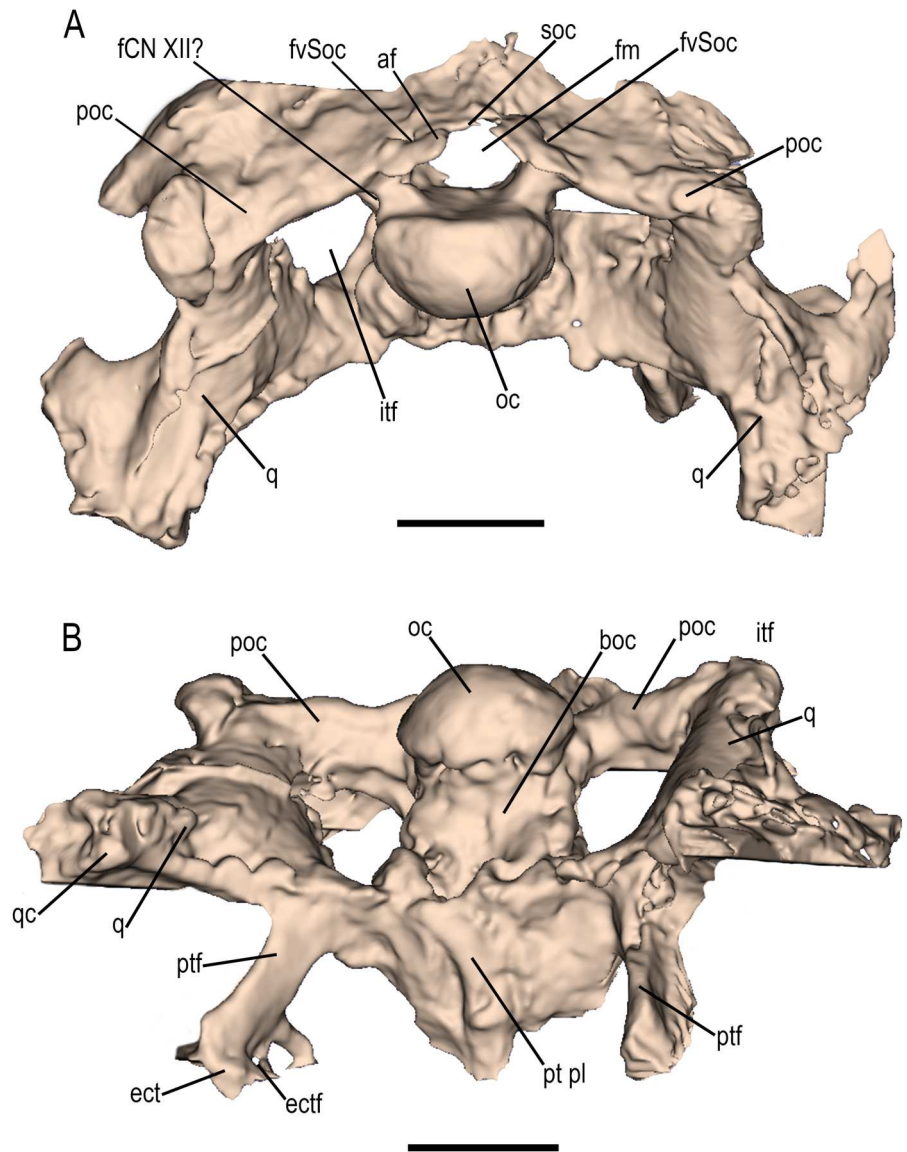 A
fCN XII?
fvSoc
af
soc
fm
fvSoc
poc
poc
itf
oc
q
q
B
poc
oc
boc
poc
itf
q
qc
q
ptf
ptf
ect
ectf
pt pl